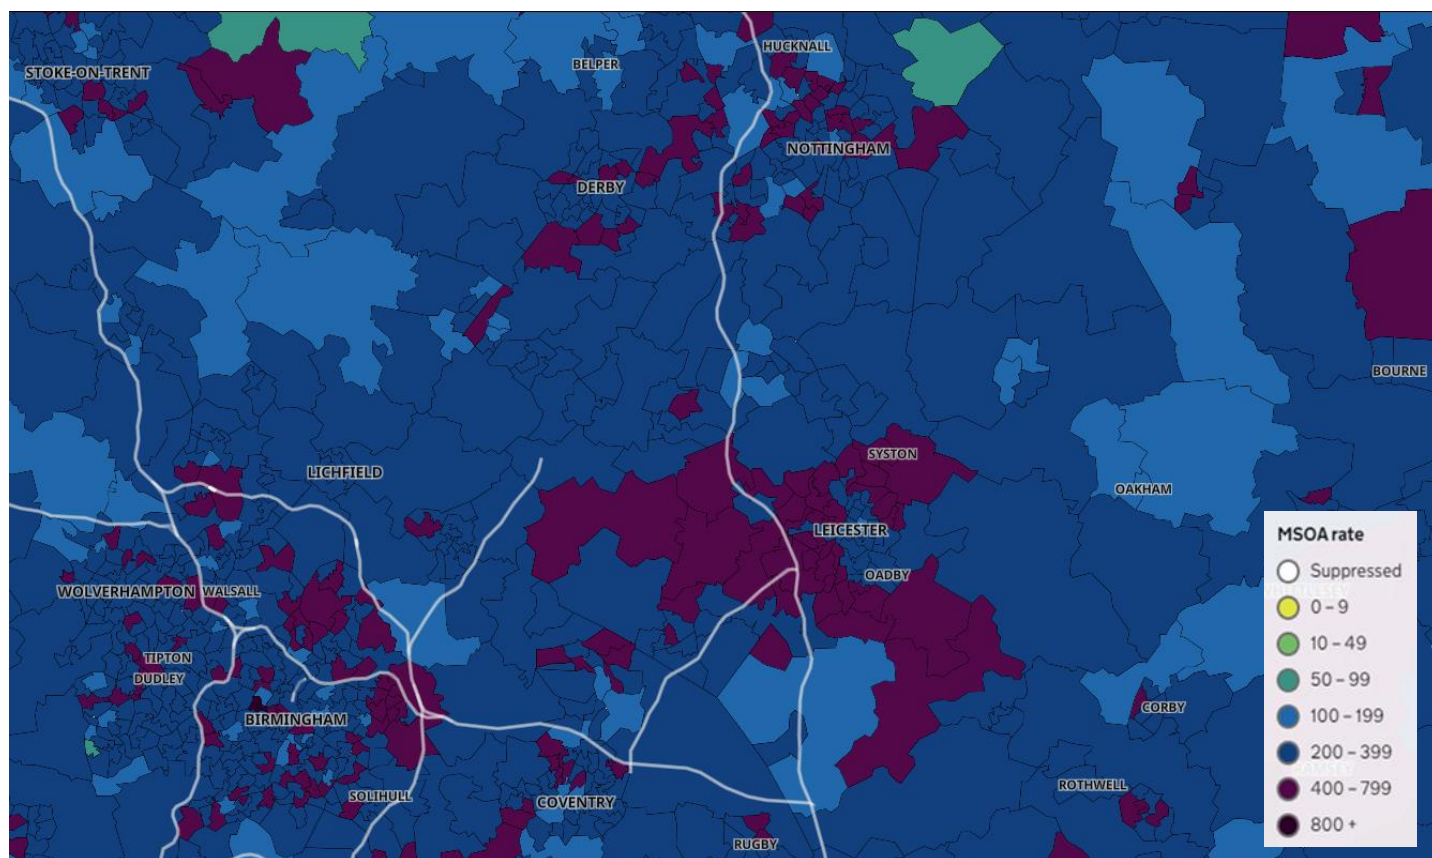 HUCKNALL
STOKE-ON-TRENT
BELPER
NOTTINGHAM
DERBY
BOURNE
SYSTON
LICHFIELD
OAKHAM
LEICESTER
MSOA rate
Suppressed
OADBY
WOLVERHAMPTON
WALSALL
0 – 9
10 – 49
TIPTON
DUDLEY
50 – 99
CORBY
100 – 199
BIRMINGHAM
200 – 399
ROTHWELL
400 – 799
SOLIHULL
COVENTRY
800 +
RUGBY